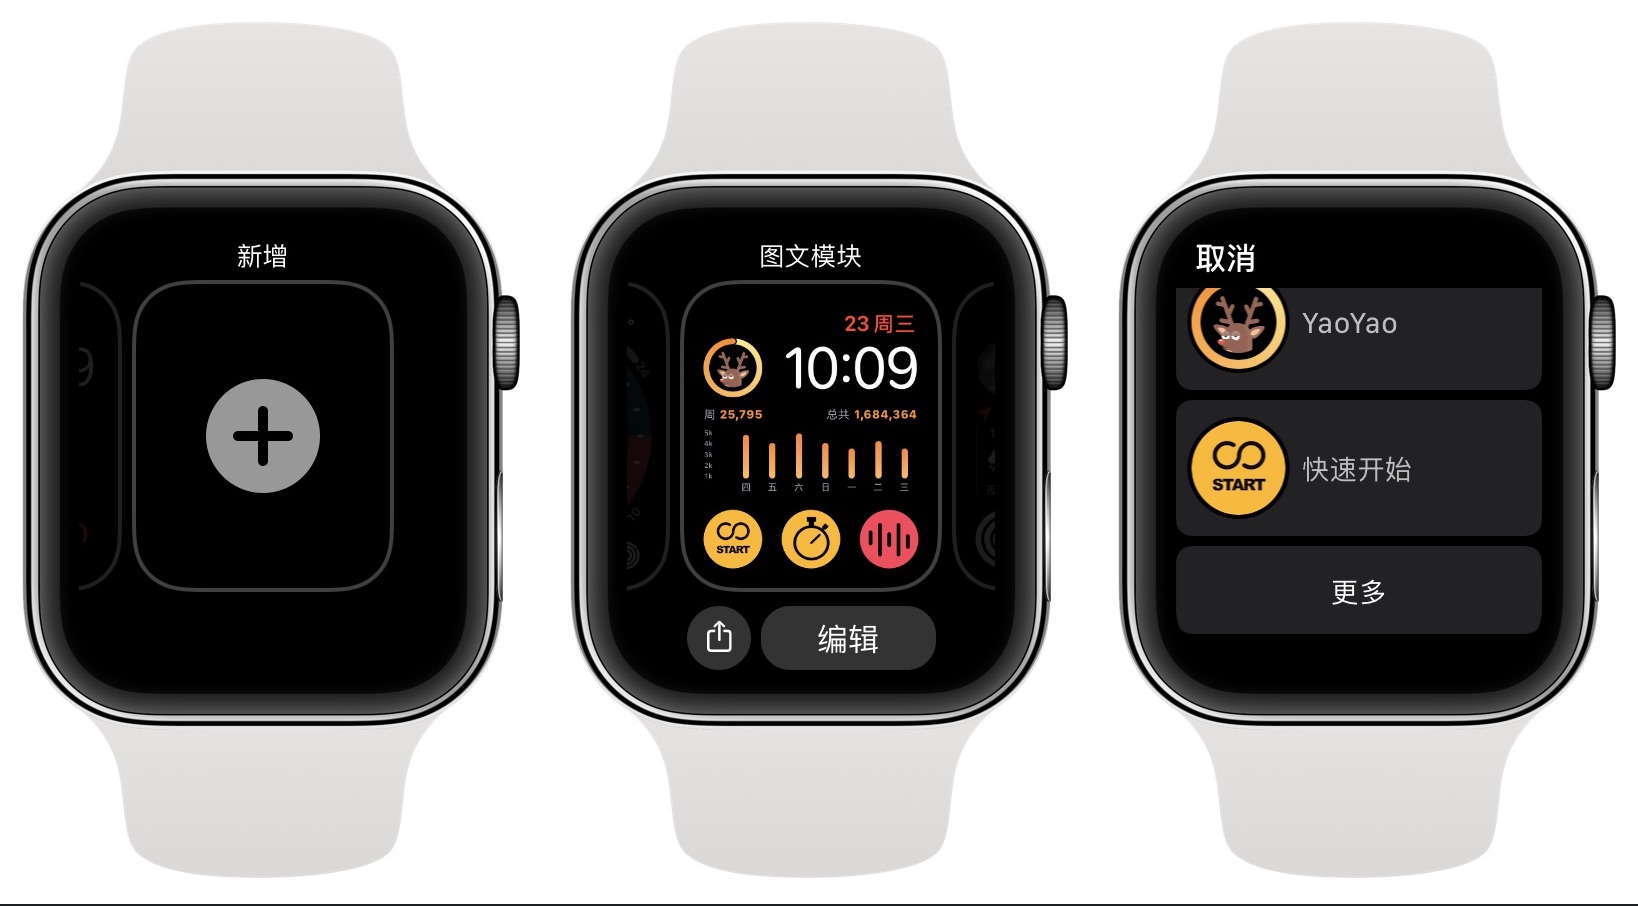 新增
图文模块
23 周三
10:09
周 25,795 总共 1,684,364
5k
4k
3k
2k
1k
四 五 六 日 一 二 三
START
编辑
取消
YaoYao
START
快速开始
更多